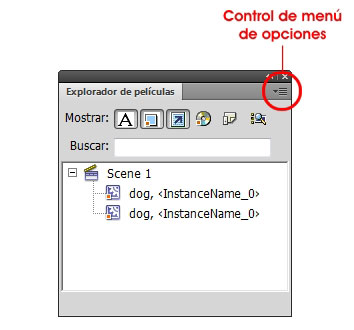 Control de menú
de opciones
Explorador de películas
Mostrar: A
Buscar:
Scene 1
dog, <InstanceName_0>
dog, <InstanceName_0>